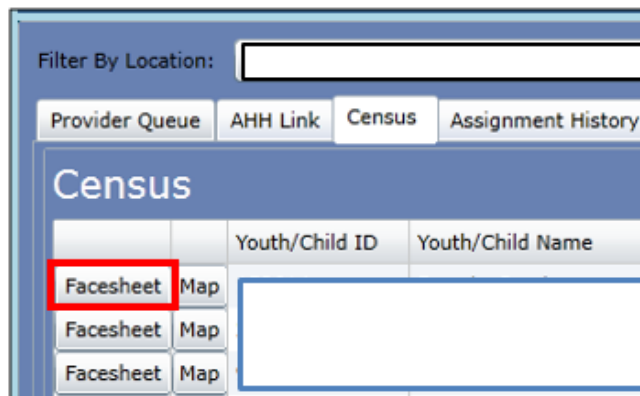 Filter By Location:
Provider Queue AHH Link Census Assignment History
Census
Youth/Child ID Youth/Child Name
Facesheet Map
Facesheet Map
Facesheet Map